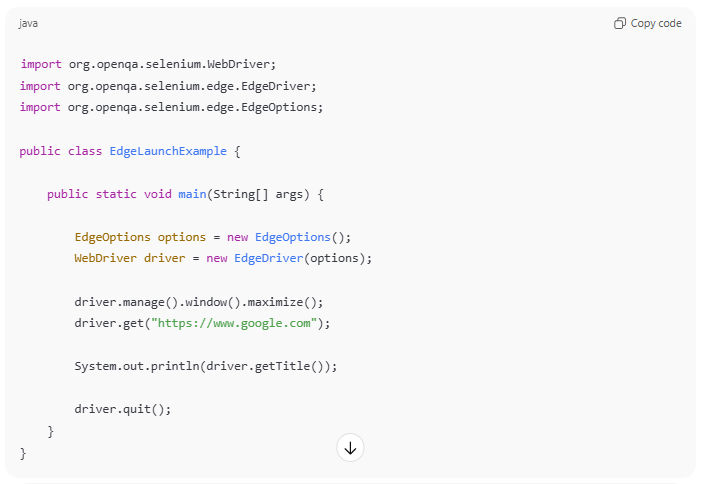 java
Copy code
import org.openqa.selenium.WebDriver;
import org.openqa.selenium.edge.EdgeDriver;
import org.openqa.selenium.edge.EdgeOptions;
public class EdgeLaunchExample {
public static void main(String[] args) {
EdgeOptions options = new EdgeOptions();
WebDriver driver = new EdgeDriver(options);
driver.manage().window().maximize();
driver.get("https://www.google.com");
System.out.println(driver.getTitle());
driver.quit();
}
}